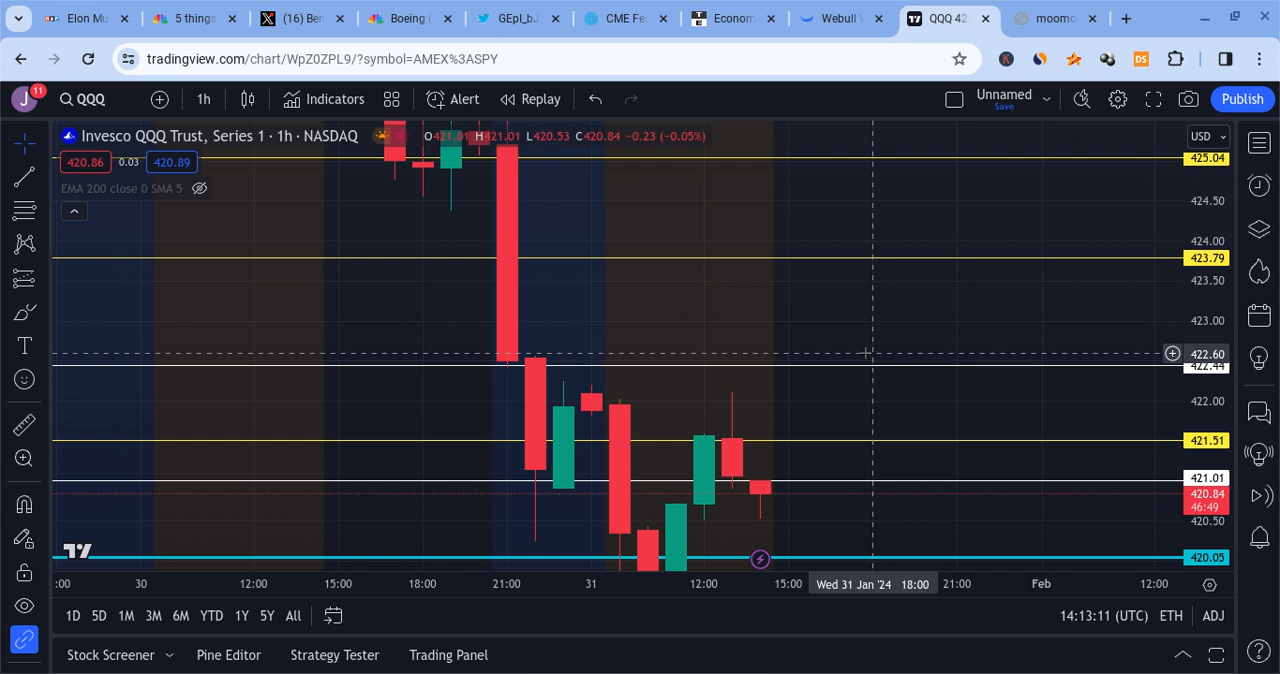 Elon Mu
5 things
(16) Ben
Boeing (
GEpl_bJ
CME Fe
Econom
Webull V
QQQ 42
moomo
tradingview.com/chart/WpZ0ZPL9/?symbol=AMEX%3ASPY
J 11 QQQ 1h Indicators Alert Replay Unnamed Save Publish
Invesco QQQ Trust, Series 1 · 1h · NASDAQ O421.01 H421.01 L420.53 C420.84 −0.23 (−0.05%) USD
420.86 0.03 420.89
EMA 200 close 0 SMA 5
425.04
424.50
424.00
423.79
423.50
423.00
422.60
422.44
422.00
421.51
421.01
420.84
46:49
420.50
420.05
:00 30 12:00 15:00 18:00 21:00 31 12:00 15:00 Wed 31 Jan '24 18:00 21:00 Feb 12:00
1D 5D 1M 3M 6M YTD 1Y 5Y All 14:13:11 (UTC) ETH ADJ
Stock Screener Pine Editor Strategy Tester Trading Panel